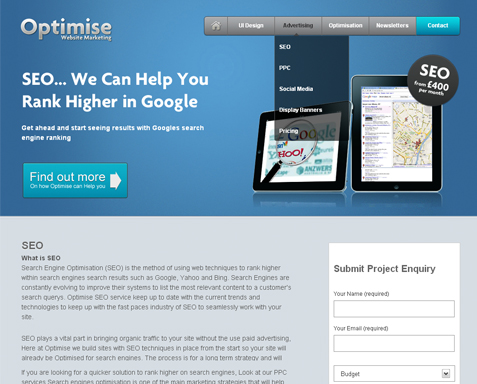 Optimise
Website Marketing
UI Design
Advertising
Optimisation
Newsletters
Contact
SEO
PPC
Social Media
Display Banners
Pricing
SEO... We Can Help You
Rank Higher in Google
Get ahead and start seeing results with Googles search
engine ranking
Find out more
On how Optimise can Help you
SEO
from £400
per month
Google
YAHOO!
ANZWERS
SEO
What is SEO
Search Engine Optimisation (SEO) is the method of using web techniques to rank higher
within search engines search results such as Google, Yahoo and Bing. Search Engines are
constantly evolving to improve their systems to list the most relevant content to a customer's
search querys. Optimise SEO service keep up to date with the current trends and
technologies to keep up with the fast paces industry of SEO to seamlessly work with your
site.
SEO plays a vital part in bringing organic traffic to your site without the use paid advertising,
Here at Optimise we build sites with SEO techniques in place from the start so your site will
already be Optimised for search engines. The process is for a long term strategy and will
If you are looking for a quicker solution to rank higher on search engines, Look at our PPC
services Search engines optimisation is one of the main marketing strategies that will help
Submit Project Enquiry
Your Name (required)
Your Email (required)
Budget